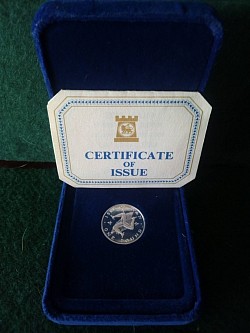 CERTIFICATE
OF
ISSUE